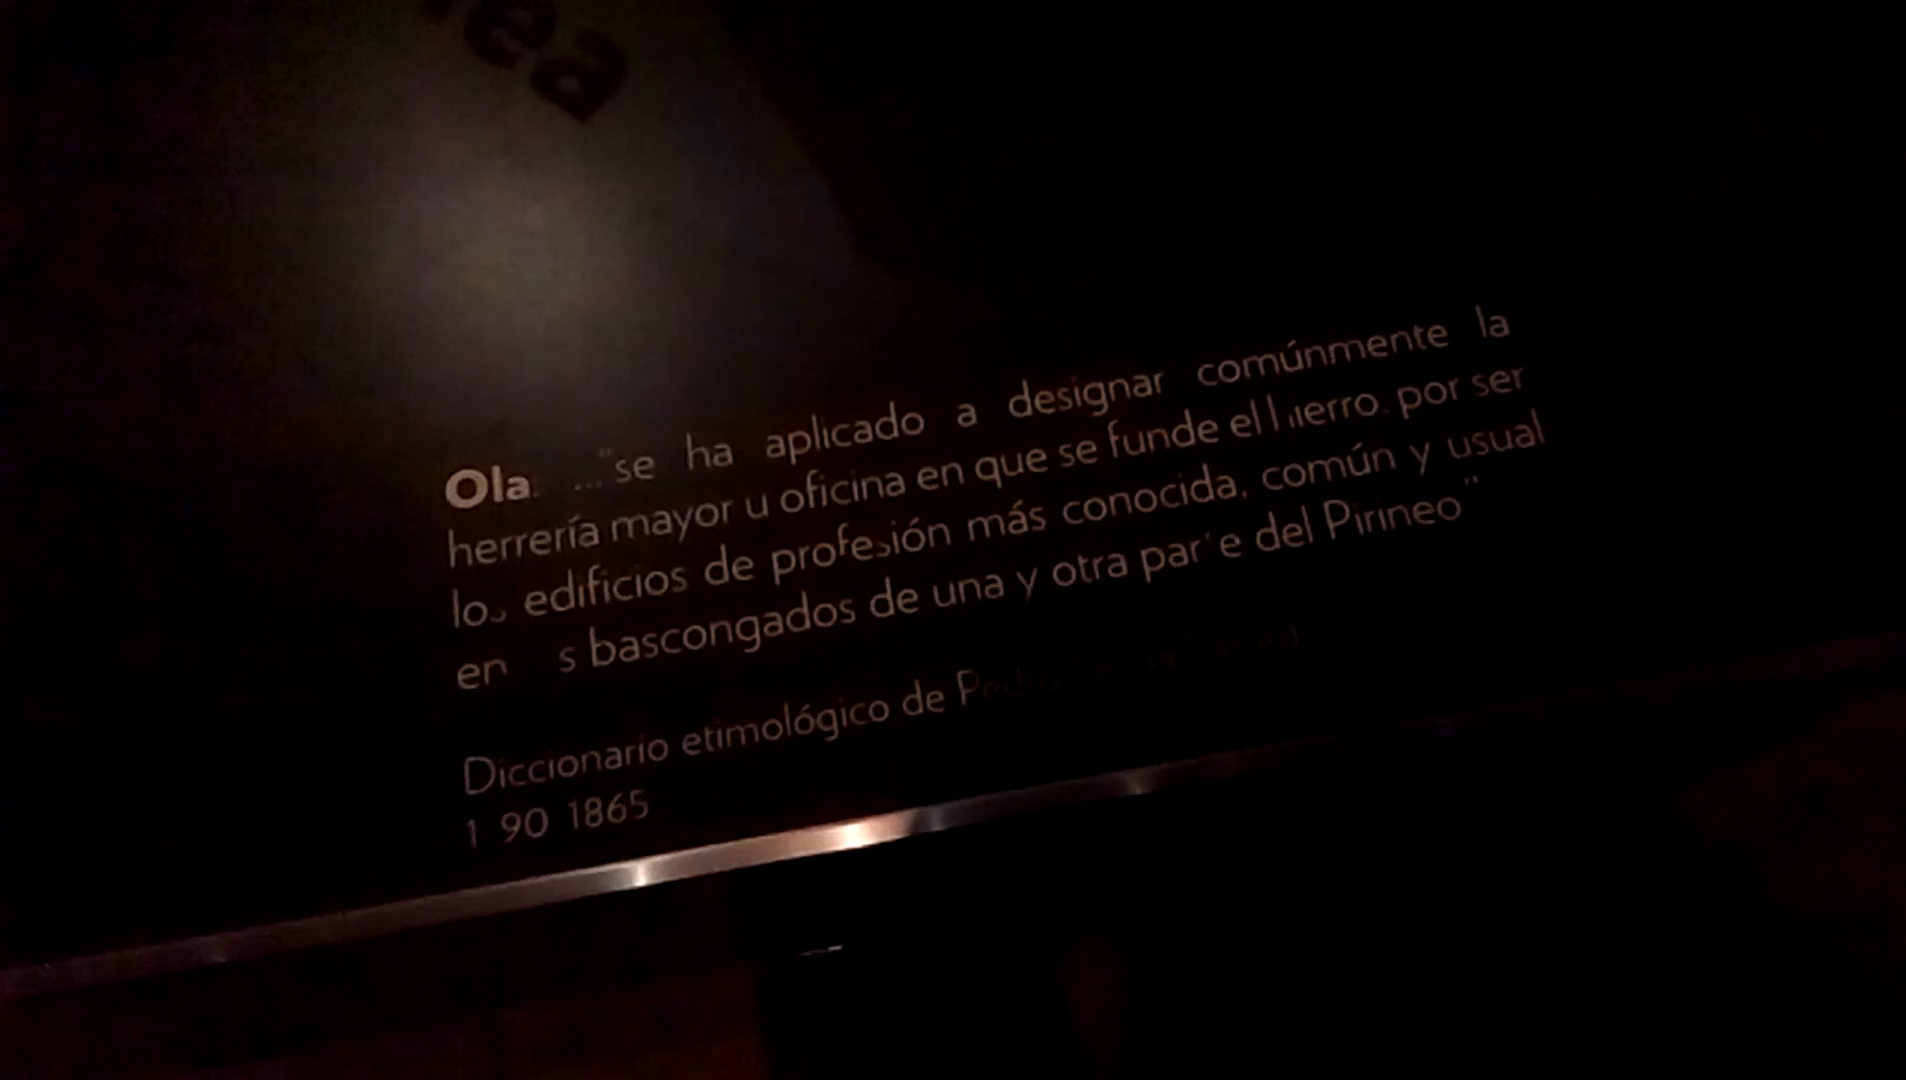 ea
Ola. ..."se ha aplicado a designar comúnmente la
herrería mayor u oficina en que se funde el hierro. por ser
los edificios de profesión más conocida, común y usual
en s bascongados de una y otra parte del Pirineo"
Diccionario etimológico de Pedro
1 90 1865